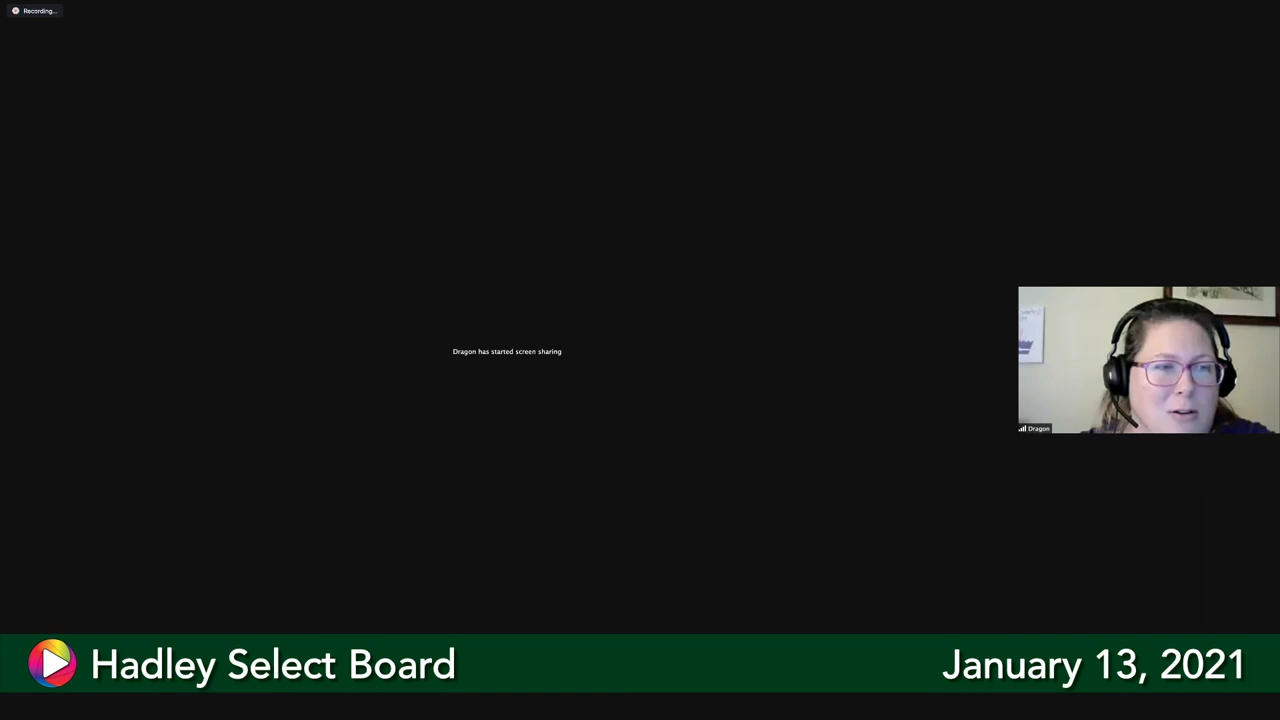 Recording...
Dragon has started screen sharing
Dragon
Hadley Select Board
January 13, 2021